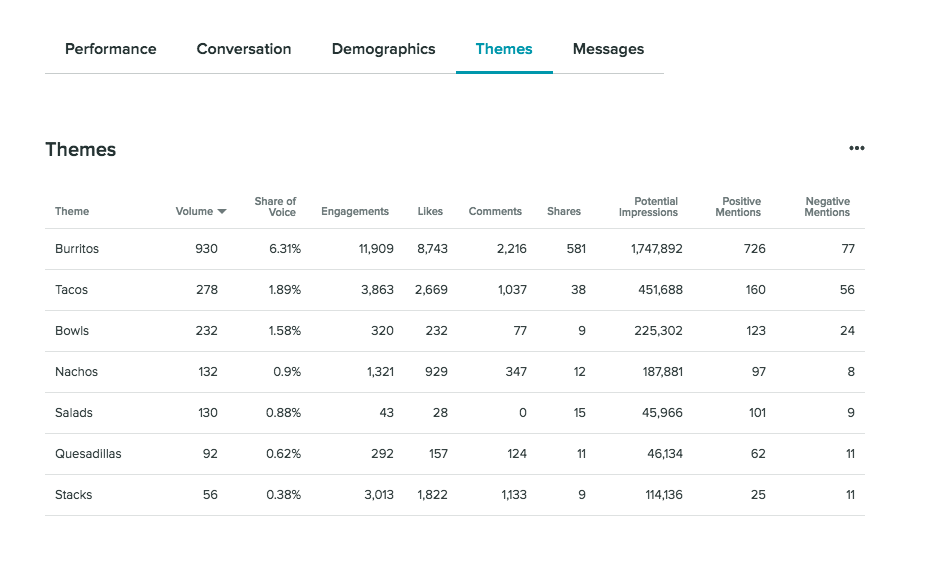 Performance Conversation Demographics Themes Messages
Themes
•••
Theme Volume Share of Voice Engagements Likes Comments Shares Potential Impressions Positive Mentions Negative Mentions
Burritos 930 6.31% 11,909 8,743 2,216 581 1,747,892 726 77
Tacos 278 1.89% 3,863 2,669 1,037 38 451,688 160 56
Bowls 232 1.58% 320 232 77 9 225,302 123 24
Nachos 132 0.9% 1,321 929 347 12 187,881 97 8
Salads 130 0.88% 43 28 0 15 45,966 101 9
Quesadillas 92 0.62% 292 157 124 11 46,134 62 11
Stacks 56 0.38% 3,013 1,822 1,133 9 114,136 25 11